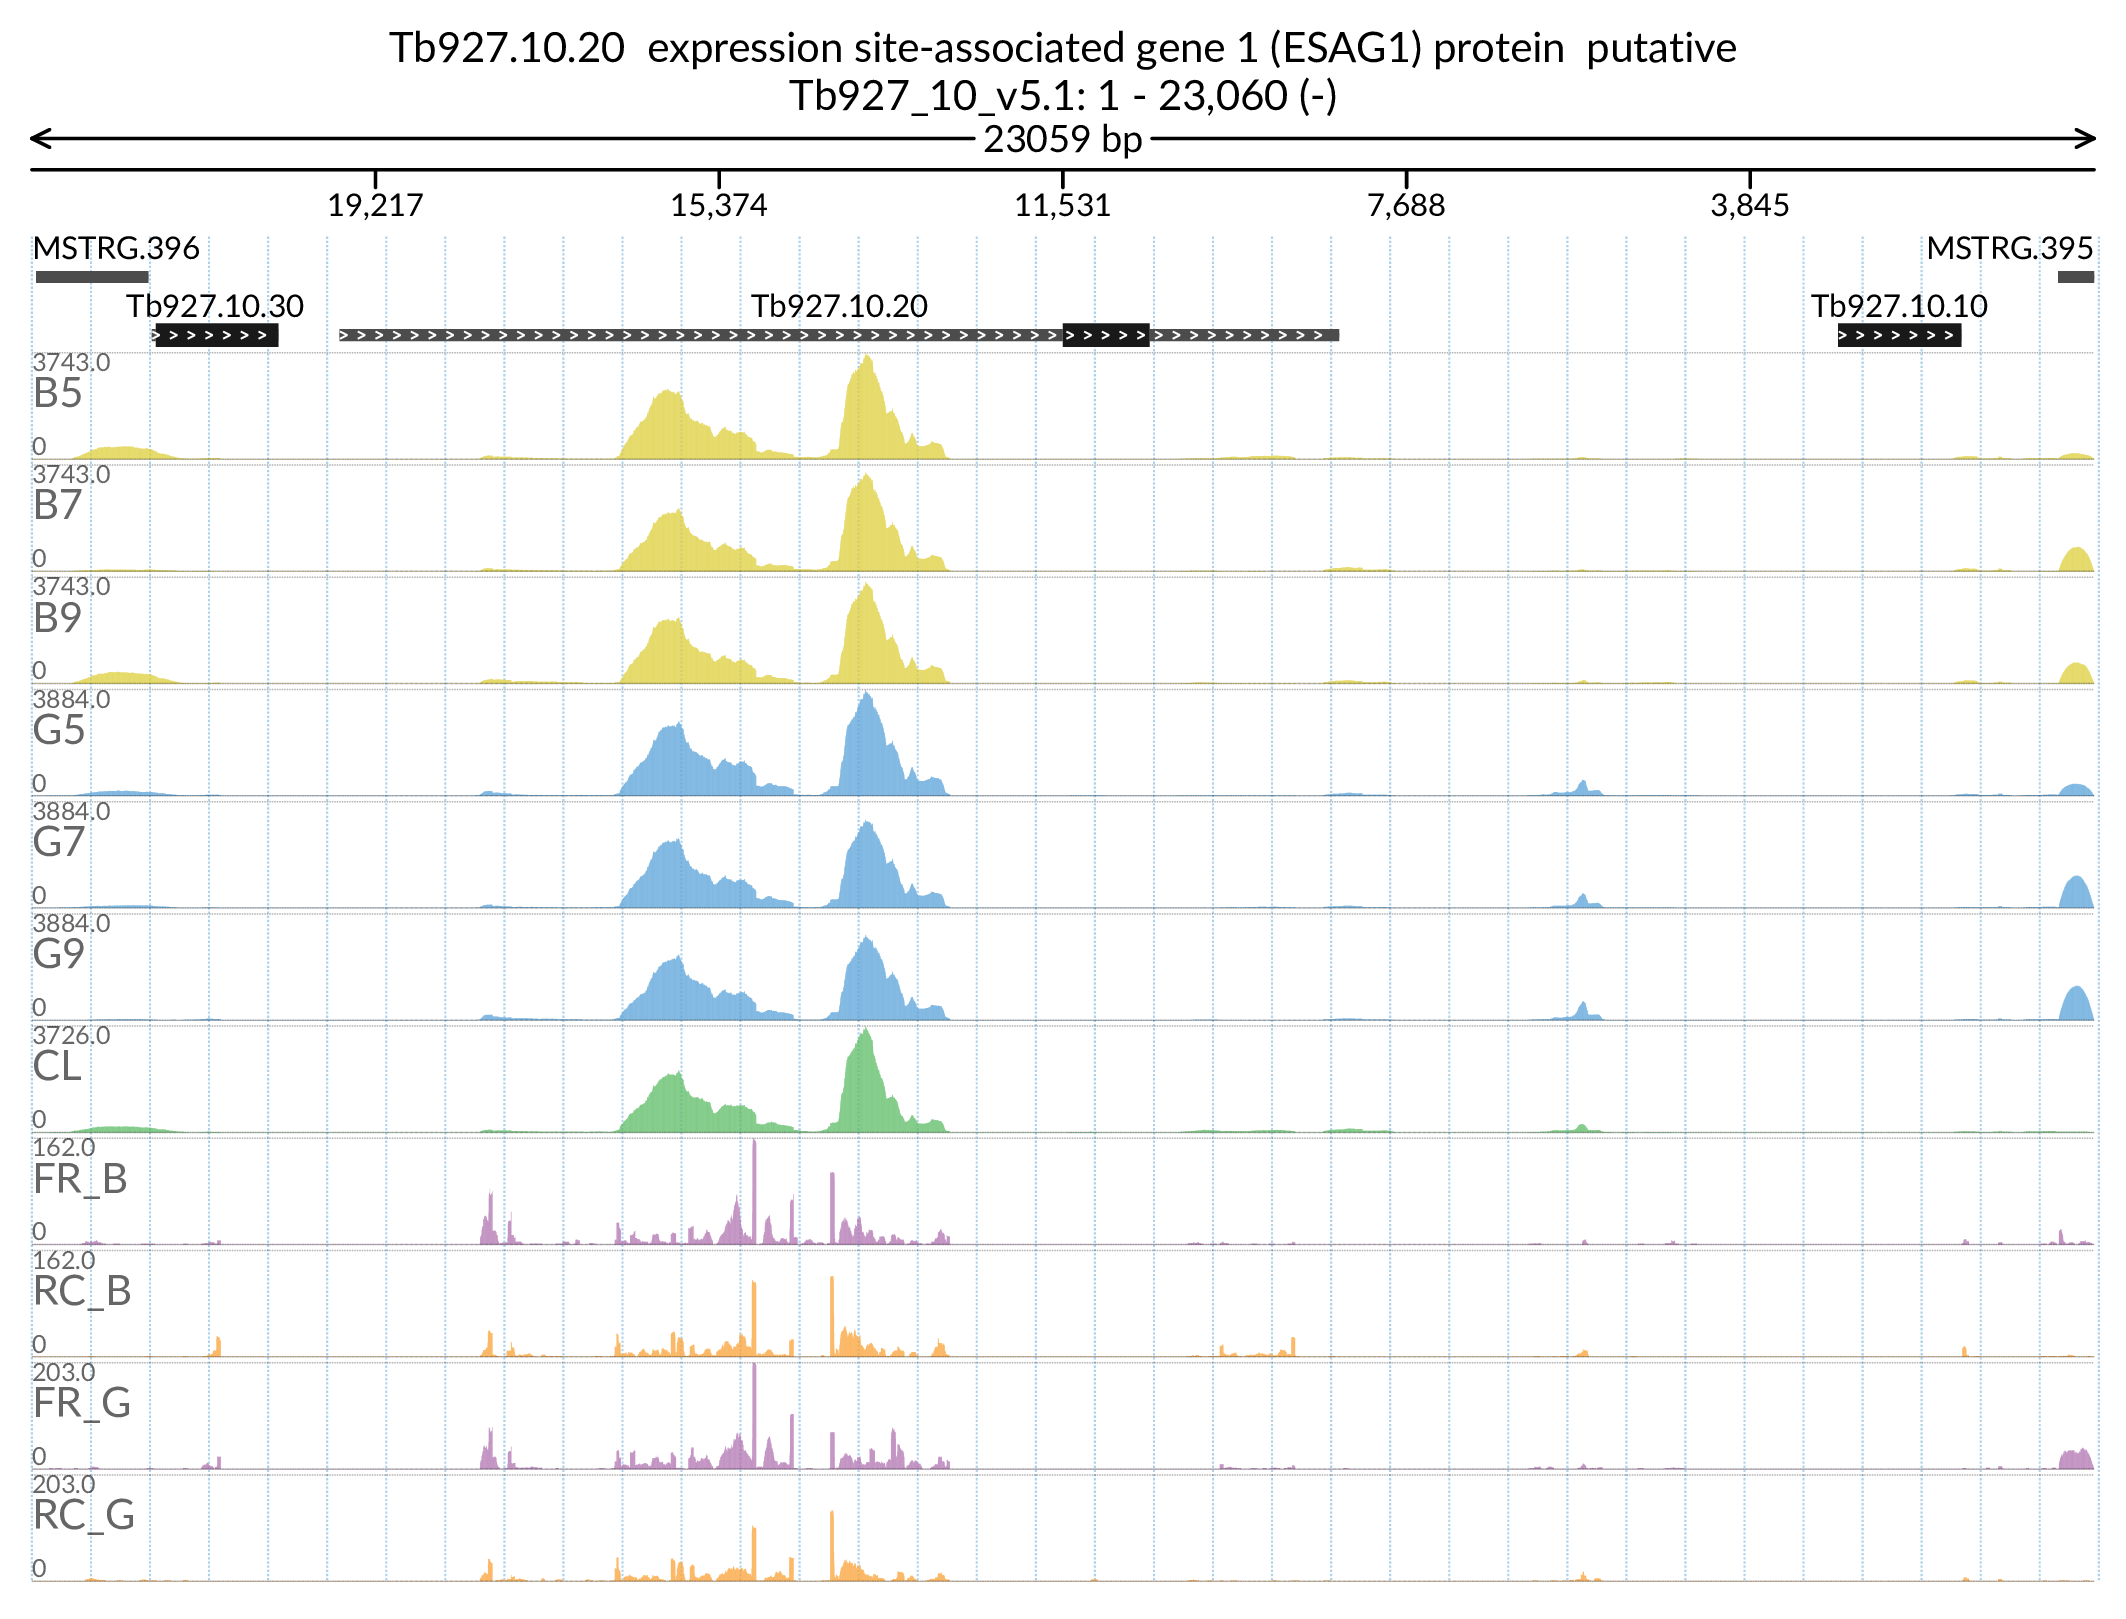 Tb927.10.20  expression site-associated gene 1 (ESAG1) protein  putative
Tb927_10_v5.1: 1 - 23,060 (-)
23059 bp
19,217 15,374 11,531 7,688 3,845
MSTRG.396 MSTRG.395
Tb927.10.30 Tb927.10.20 Tb927.10.10
3743.0
B5
0
3743.0
B7
0
3743.0
B9
0
3884.0
G5
0
3884.0
G7
0
3884.0
G9
0
3726.0
CL
0
162.0
FR_B
0
162.0
RC_B
0
203.0
FR_G
0
203.0
RC_G
0